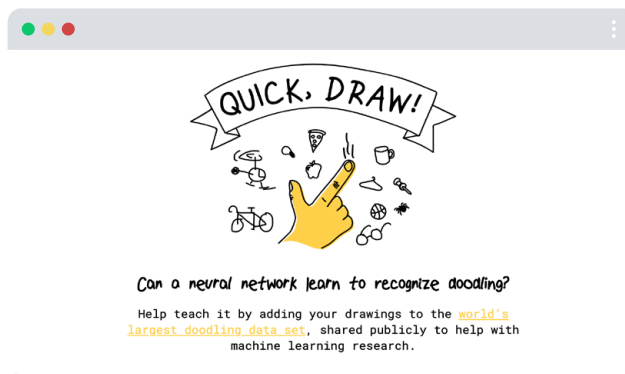 QUICK, DRAW!
Can a neural network learn to recognize doodling?
Help teach it by adding your drawings to the world's
largest doodling data set, shared publicly to help with
machine learning research.